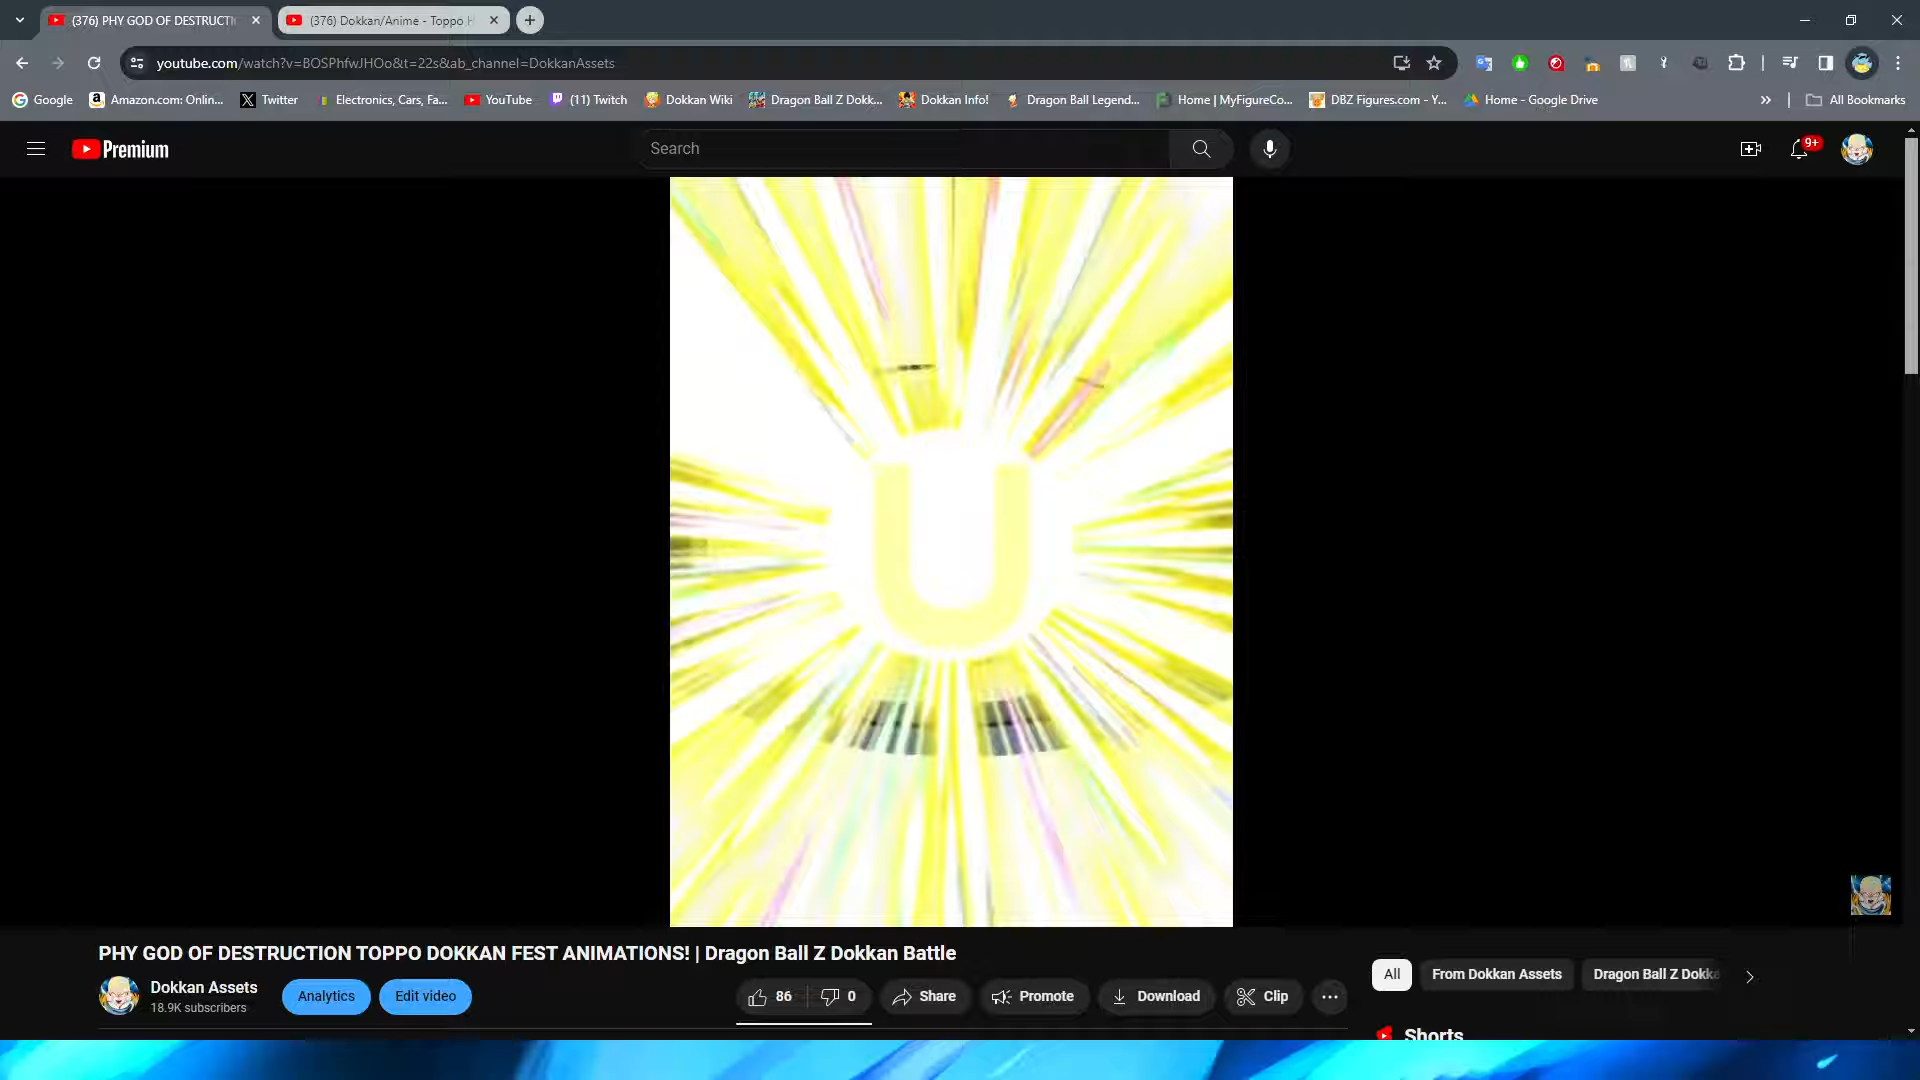 (376) PHY GOD OF DESTRUCTI
(376) Dokkan/Anime - Toppo H
youtube.com/watch?v=BOSPhfwJHOo&t=22s&ab_channel=DokkanAssets
Google
Amazon.com: Onlin...
Twitter
Electronics, Cars, Fa...
YouTube
(11) Twitch
Dokkan Wiki
Dragon Ball Z Dokk...
Dokkan Info!
Dragon Ball Legend...
Home | MyFigureCo...
DBZ Figures.com - Y...
Home - Google Drive
All Bookmarks
Premium
Search
9+
U
PHY GOD OF DESTRUCTION TOPPO DOKKAN FEST ANIMATIONS! | Dragon Ball Z Dokkan Battle
Dokkan Assets
18.9K subscribers
Analytics
Edit video
86
0
Share
Promote
Download
Clip
All
From Dokkan Assets
Dragon Ball Z Dokka
Shorts